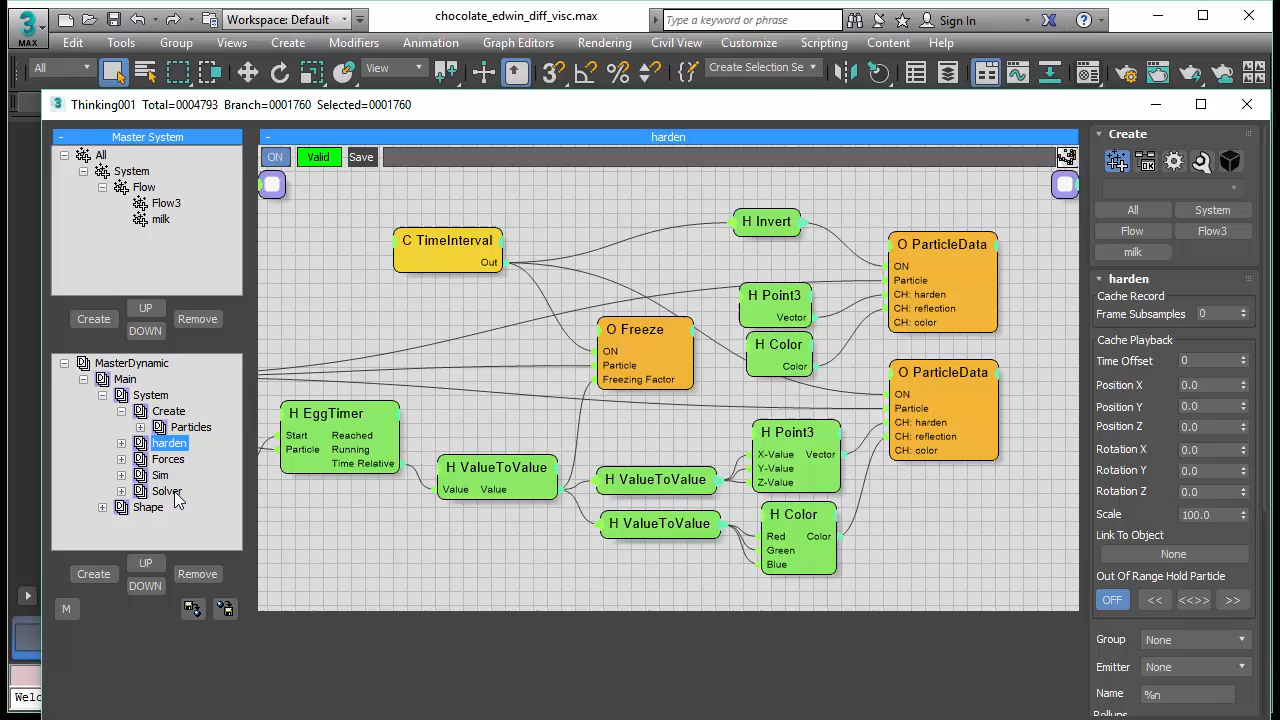 3
MAX
Workspace: Default
chocolate_edwin_diff_visc.max
Type a keyword or phrase
Sign In
Edit Tools Group Views Create Modifiers Animation Graph Editors Rendering Civil View Customize Scripting Content Help
All
View
Create Selection Se
3 Thinking001 Total=0004793 Branch=0001760 Selected=0001760
- Master System
All
System
Flow
Flow3
milk
UP
Create Remove
DOWN
MasterDynamic
Main
System
Create
Particles
harden
Forces
Sim
Solver
Shape
UP
Create Remove
DOWN
M
Welc
- harden
ON Valid Save
C TimeInterval
Out
H Invert
O ParticleData
ON
Particle
CH: harden
CH: reflection
CH: color
H Point3
Vector
H Color
Color
O Freeze
ON
Particle
Freezing Factor
O ParticleData
ON
Particle
CH: harden
CH: reflection
CH: color
H EggTimer
Start Reached
Particle Running
Time Relative
H ValueToValue
Value Value
H ValueToValue
H ValueToValue
H Point3
X-Value Vector
Y-Value
Z-Value
H Color
Red Color
Green
Blue
Create
All System
Flow Flow3
milk
harden
Cache Record
Frame Subsamples 0
Cache Playback
Time Offset 0
Position X 0.0
Position Y 0.0
Position Z 0.0
Rotation X 0.0
Rotation Y 0.0
Rotation Z 0.0
Scale 100.0
Link To Object
None
Out Of Range Hold Particle
OFF << <<>> >>
Group None
Emitter None
Name %n